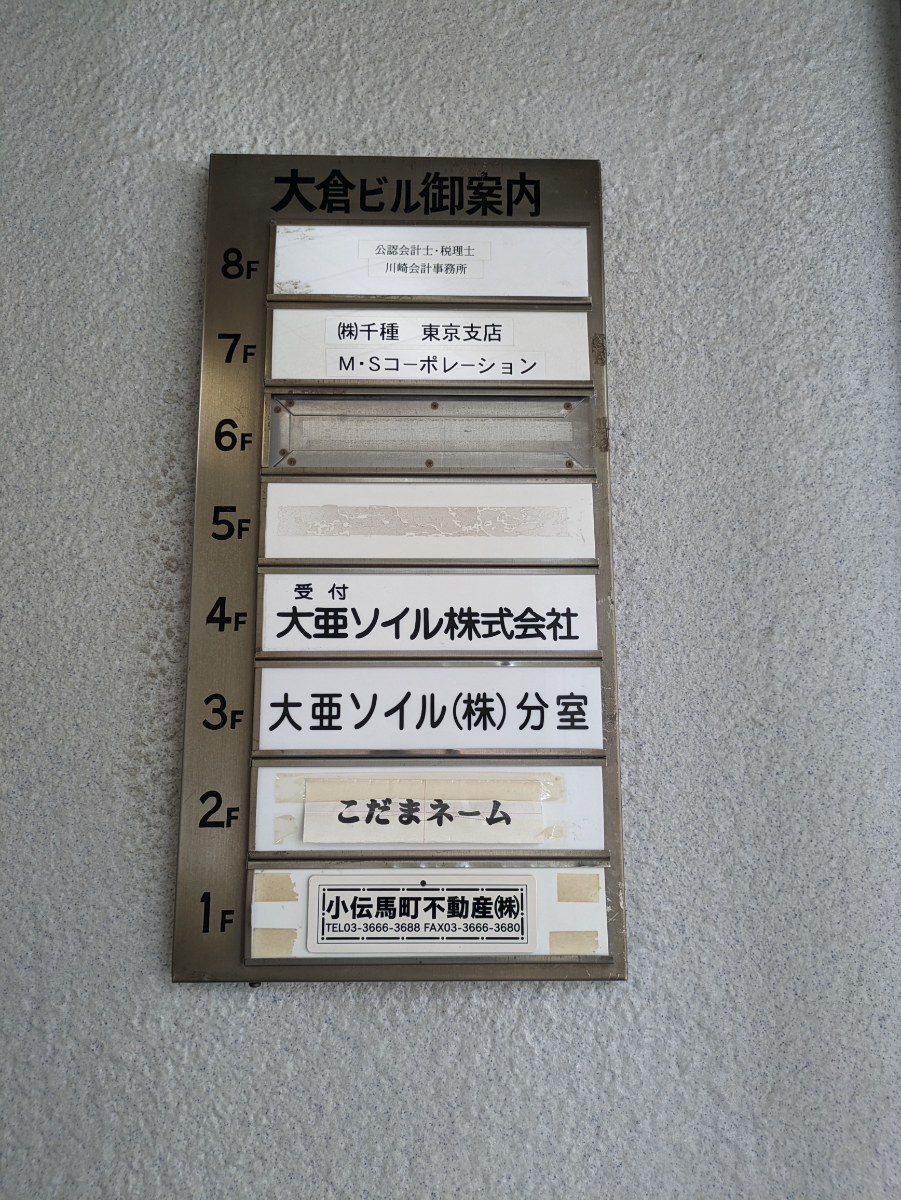 大倉ビル御案内
8F
公認会計士・税理士
川崎会計事務所
7F
㈱千種 東京支店
M・Sコーポレーション
6F
5F
4F
受付
大亜ソイル株式会社
3F
大亜ソイル(株)分室
2F
こだまネーム
1F
小伝馬町不動産㈱
TEL03-3666-3688 FAX03-3666-3680